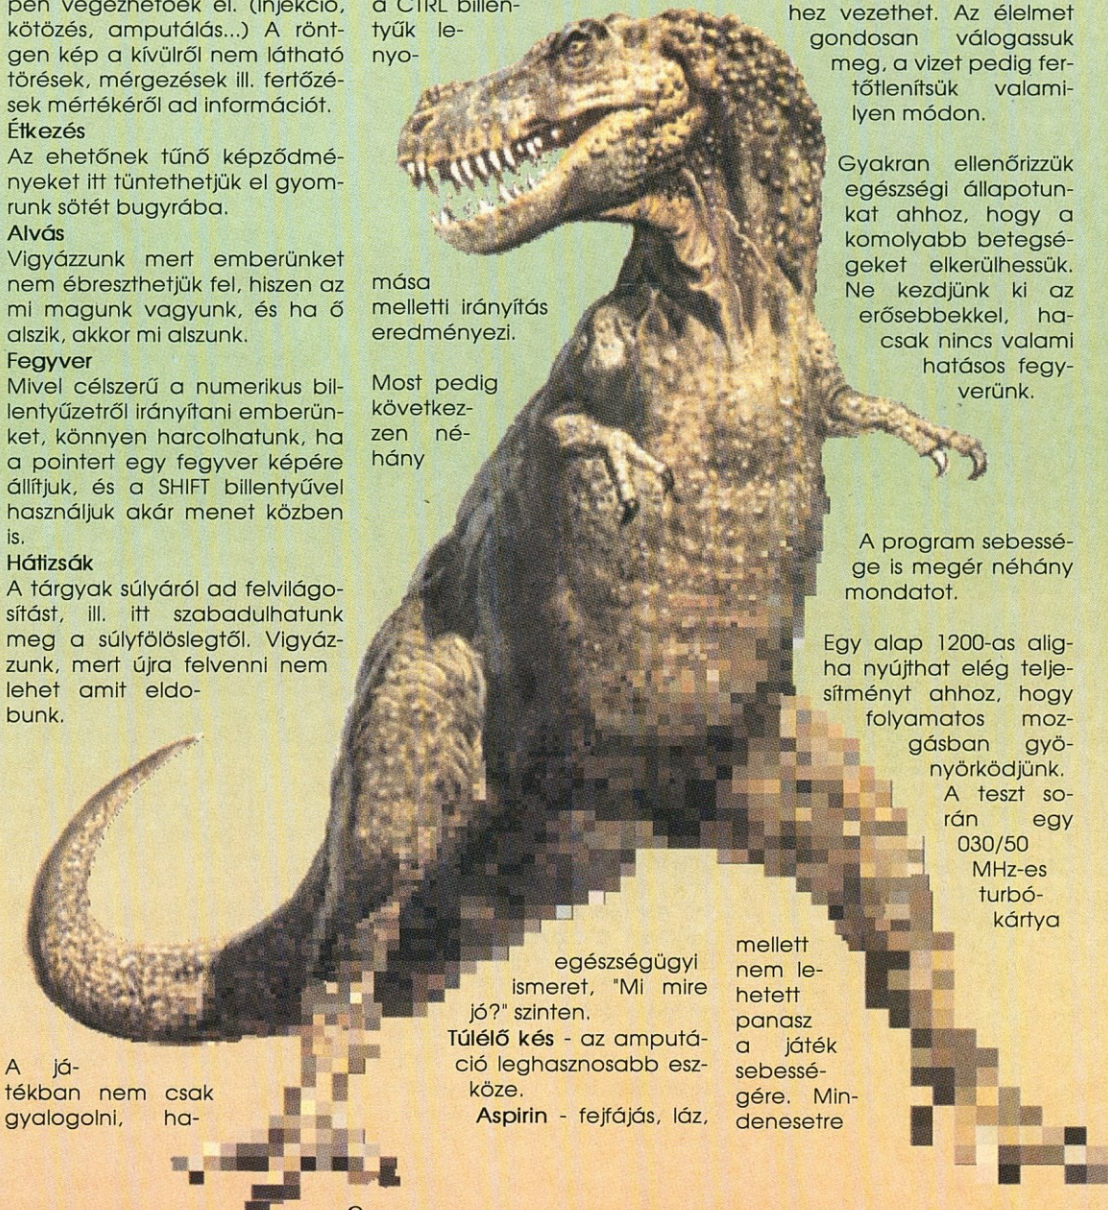 pen végezhetőek el. (Injekció,
kötözés, amputálás...) A rönt-
gen kép a kívülről nem látható
törések, mérgezések ill. fertőzé-
sek mértékéről ad információt.
Étkezés
Az ehetőnek tűnő képződmé-
nyeket itt tüntethetjük el gyom-
runk sötét bugyrába.
Alvás
Vigyázzunk mert emberünket
nem ébreszthetjük fel, hiszen az
mi magunk vagyunk, és ha ő
alszik, akkor mi alszunk.
Fegyver
Mivel célszerű a numerikus bil-
lentyűzetről irányítani emberün-
ket, könnyen harcolhatunk, ha
a pointert egy fegyver képére
állítjuk, és a SHIFT billentyűvel
használjuk akár menet közben
is.
Hátizsák
A tárgyak súlyáról ad felvilágo-
sítást, ill. itt szabadulhatunk
meg a súlyfölöslegtől. Vigyáz-
zunk, mert újra felvenni nem
lehet amit eldo-
bunk.
A já-
tékban nem csak
gyalogolni, ha-
a CTRL billen-
tyűk le-
nyo-
mása
melletti irányítás
eredményezi.
Most pedig
következ-
zen né-
hány
egészségügyi
ismeret, "Mi mire
jó?" szinten.
Túlélő kés - az amputá-
ció leghasznosabb esz-
köze.
Aspirin - fejfájás, láz,
hez vezethet. Az élelmet
gondosan válogassuk
meg, a vizet pedig fer-
tőtlenítsük valami-
lyen módon.
Gyakran ellenőrizzük
egészségi állapotun-
kat ahhoz, hogy a
komolyabb betegsé-
geket elkerülhessük.
Ne kezdjünk ki az
erősebbekkel, ha-
csak nincs valami
hatásos fegy-
verünk.
A program sebessé-
ge is megér néhány
mondatot.
Egy alap 1200-as alig-
ha nyújthat elég telje-
sítményt ahhoz, hogy
folyamatos moz-
gásban gyö-
nyörködjünk.
A teszt so-
rán egy
030/50
MHz-es
turbó-
kártya
mellett
nem le-
hetett
panasz
a játék
sebessé-
gére. Min-
denesetre